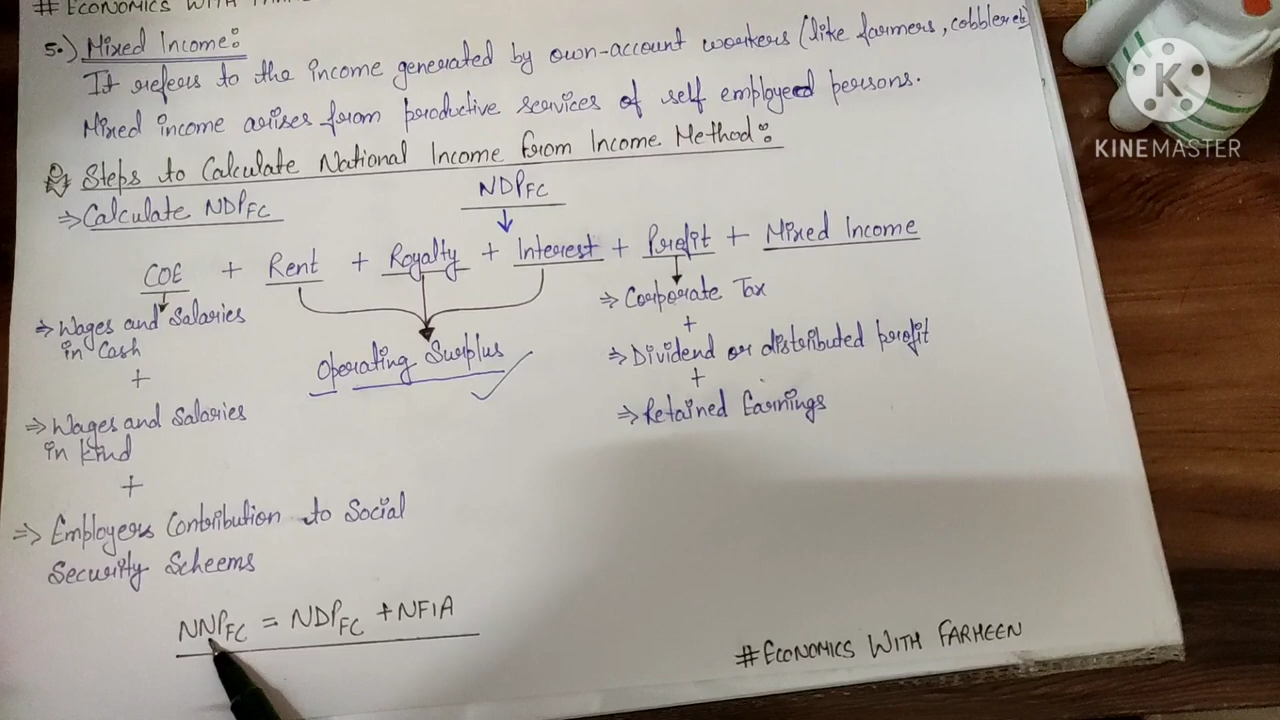 # ECONOMICS WITH
5.) Mixed Income:
It refers to the income generated by own-account workers (like farmers, cobbler etc)
Mixed income arises from productive services of self employed persons.
Steps to Calculate National Income from Income Method:
⇒ Calculate NDPFC
NDPFC
↓
COE + Rent + Royalty + Interest + Profit + Mixed Income
⇒ Wages and Salaries
in Cash
+
⇒ Wages and Salaries
in kind
+
⇒ Employers Contribution to Social
Security Scheems
Operating Surplus
⇒ Corporate Tax
+
⇒ Dividend or distributed profit
+
⇒ Retained Earnings
NNPFC = NDPFC + NFIA
#ECONOMICS WITH FARHEEN
K
KINEMASTER